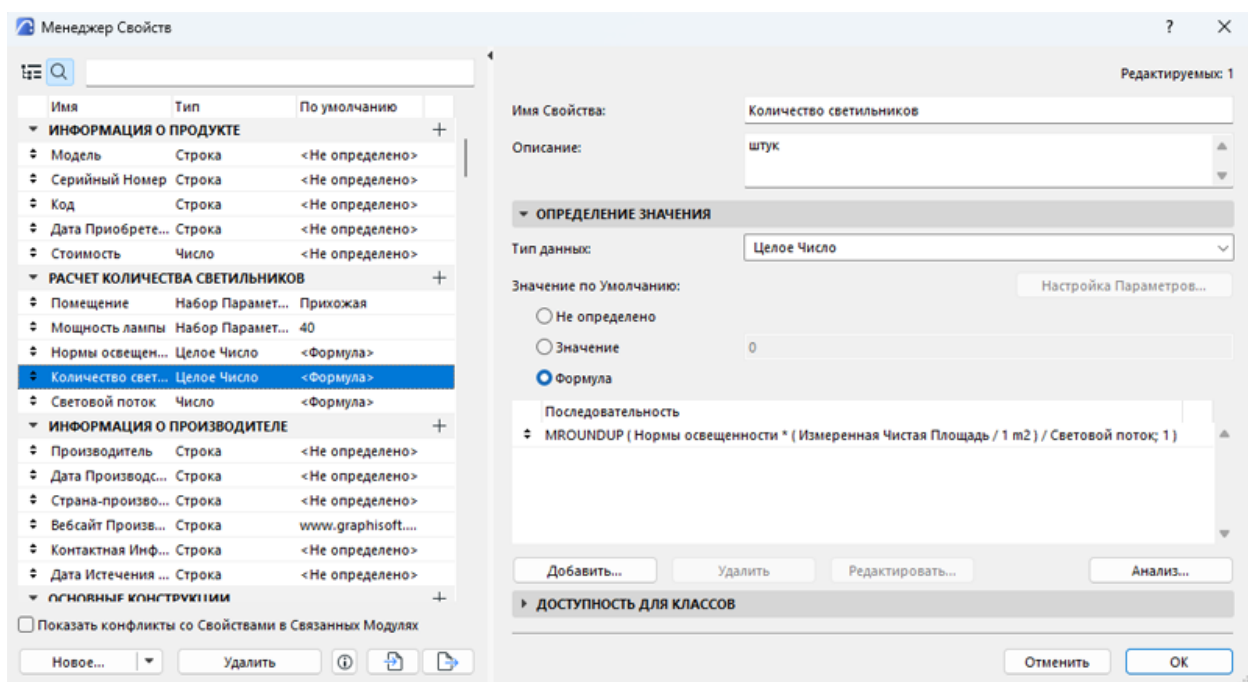 Менеджер Свойств ?
Редактируемых: 1
Имя Тип По умолчанию
ИНФОРМАЦИЯ О ПРОДУКТЕ
Модель Строка <Не определено>
Серийный Номер Строка <Не определено>
Код Строка <Не определено>
Дата Приобрете... Строка <Не определено>
Стоимость Число <Не определено>
РАСЧЕТ КОЛИЧЕСТВА СВЕТИЛЬНИКОВ
Помещение Набор Парамет... Прихожая
Мощность лампы Набор Парамет... 40
Нормы освещен... Целое Число <Формула>
Количество свет... Целое Число <Формула>
Световой поток Число <Формула>
ИНФОРМАЦИЯ О ПРОИЗВОДИТЕЛЕ
Производитель Строка <Не определено>
Дата Производс... Строка <Не определено>
Страна-произво... Строка <Не определено>
Вебсайт Произв... Строка www.graphisoft....
Контактная Инф... Строка <Не определено>
Дата Истечения ... Строка <Не определено>
ОСНОВНЫЕ КОНСТРУКЦИИ
Показать конфликты со Свойствами в Связанных Модулях
Новое... Удалить
Имя Свойства: Количество светильников
Описание: штук
ОПРЕДЕЛЕНИЕ ЗНАЧЕНИЯ
Тип данных: Целое Число
Значение по Умолчанию: Настройка Параметров...
Не определено
Значение 0
Формула
Последовательность
MROUNDUP ( Нормы освещенности * ( Измеренная Чистая Площадь / 1 m2 ) / Световой поток; 1 )
Добавить... Удалить Редактировать... Анализ...
ДОСТУПНОСТЬ ДЛЯ КЛАССОВ
Отменить OK